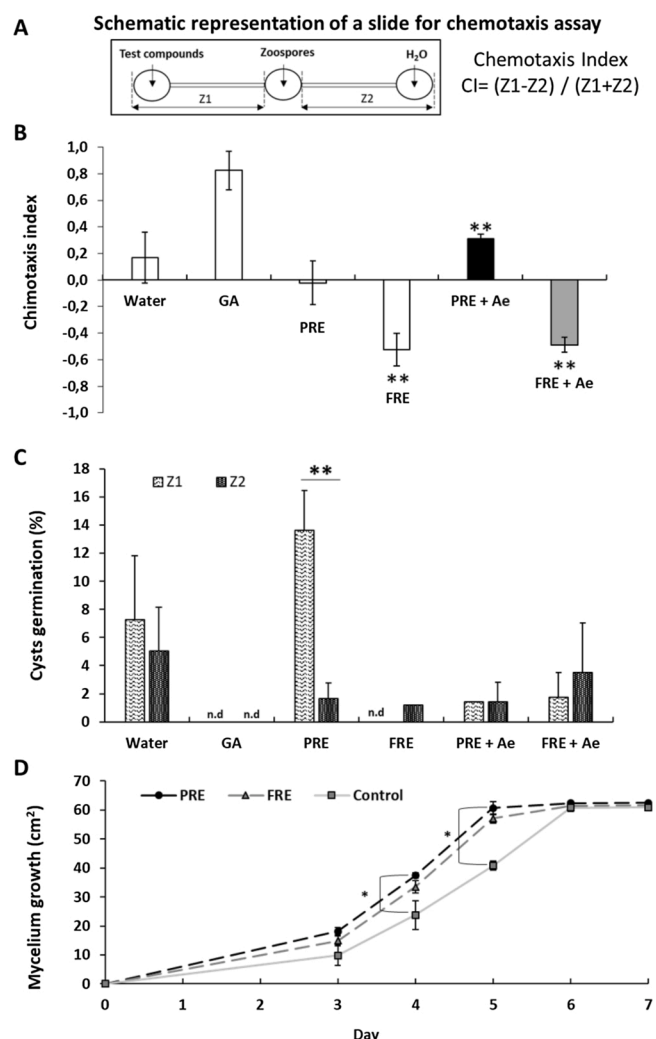 Schematic representation of a slide for chemotaxis assay
A
Test compounds Zoospores H₂O
Z1 Z2
Chemotaxis Index
CI= (Z1-Z2) / (Z1+Z2)
B
Chimotaxis index
1,0
0,8
0,6
0,4
0,2
0,0
-0,2
-0,4
-0,6
-0,8
-1,0
Water GA PRE FRE PRE + Ae FRE + Ae
** ** **
C
Cysts germination (%)
18
16
14
12
10
8
6
4
2
0
Z1 Z2
**
n.d n.d n.d
Water GA PRE FRE PRE + Ae FRE + Ae
D
Mycelium growth (cm²)
70
60
50
40
30
20
10
0
PRE FRE Control
* *
0 1 2 3 4 5 6 7
Day